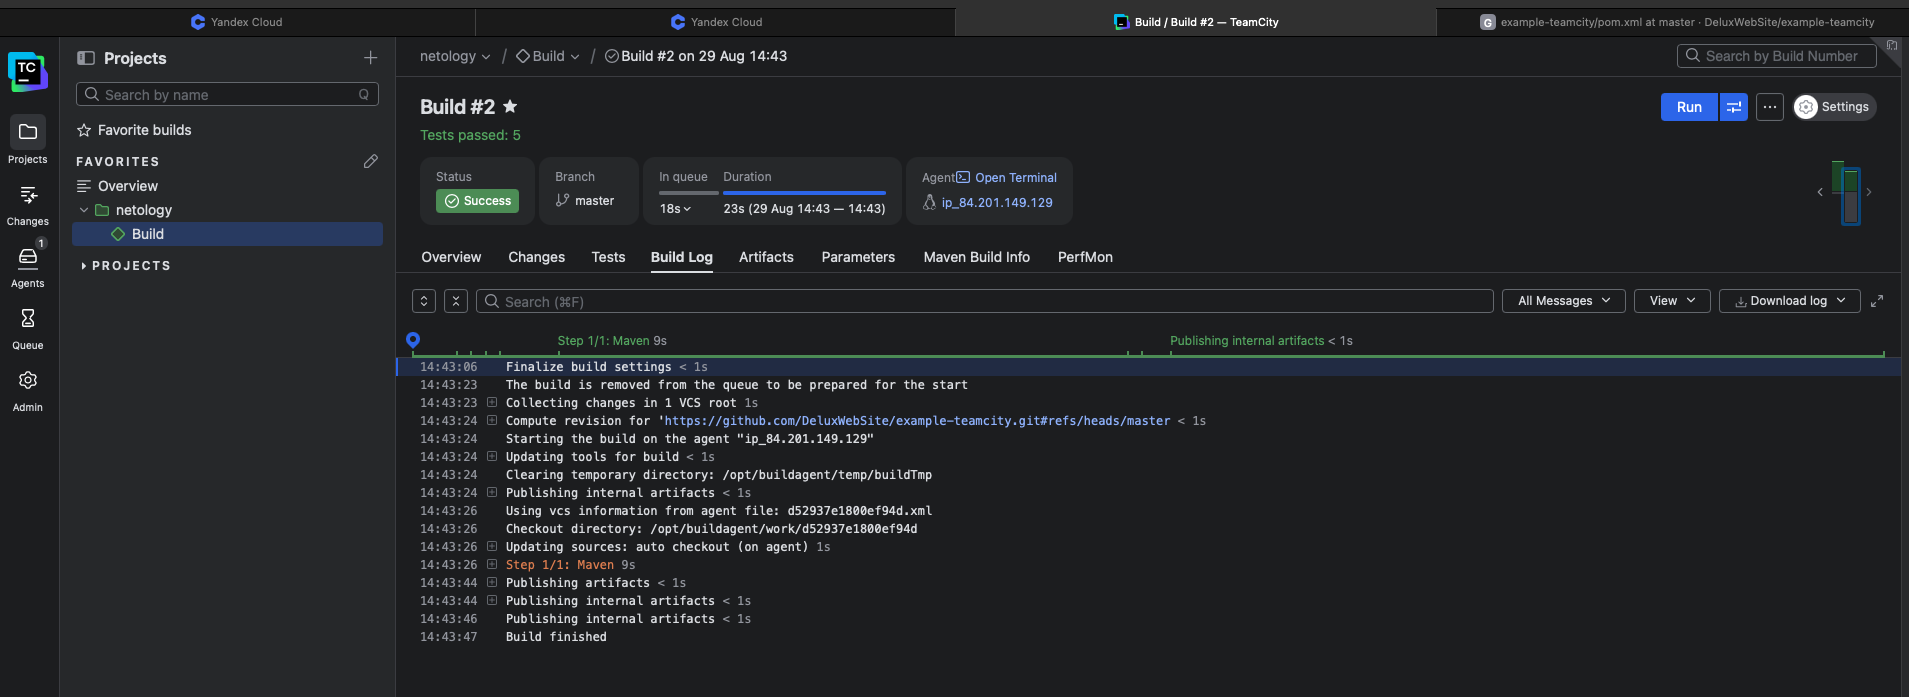 Yandex Cloud
Yandex Cloud
Build / Build #2 — TeamCity
G example-teamcity/pom.xml at master · DeluxWebSite/example-teamcity
TC
Projects
Changes
1
Agents
Queue
Admin
Projects
Search by name Q
Favorite builds
FAVORITES
Overview
netology
Build
PROJECTS
netology / Build / Build #2 on 29 Aug 14:43
Search by Build Number
Build #2
Run ... Settings
Tests passed: 5
Status
Success
Branch
master
In queue
18s
Duration
23s (29 Aug 14:43 — 14:43)
Agent Open Terminal
ip_84.201.149.129
Overview Changes Tests Build Log Artifacts Parameters Maven Build Info PerfMon
Search (⌘F)
All Messages View Download log
Step 1/1: Maven 9s
Publishing internal artifacts < 1s
14:43:06 Finalize build settings < 1s
14:43:23 The build is removed from the queue to be prepared for the start
14:43:23 Collecting changes in 1 VCS root 1s
14:43:24 Compute revision for 'https://github.com/DeluxWebSite/example-teamcity.git#refs/heads/master < 1s
14:43:24 Starting the build on the agent "ip_84.201.149.129"
14:43:24 Updating tools for build < 1s
14:43:24 Clearing temporary directory: /opt/buildagent/temp/buildTmp
14:43:24 Publishing internal artifacts < 1s
14:43:26 Using vcs information from agent file: d52937e1800ef94d.xml
14:43:26 Checkout directory: /opt/buildagent/work/d52937e1800ef94d
14:43:26 Updating sources: auto checkout (on agent) 1s
14:43:26 Step 1/1: Maven 9s
14:43:44 Publishing artifacts < 1s
14:43:44 Publishing internal artifacts < 1s
14:43:46 Publishing internal artifacts < 1s
14:43:47 Build finished